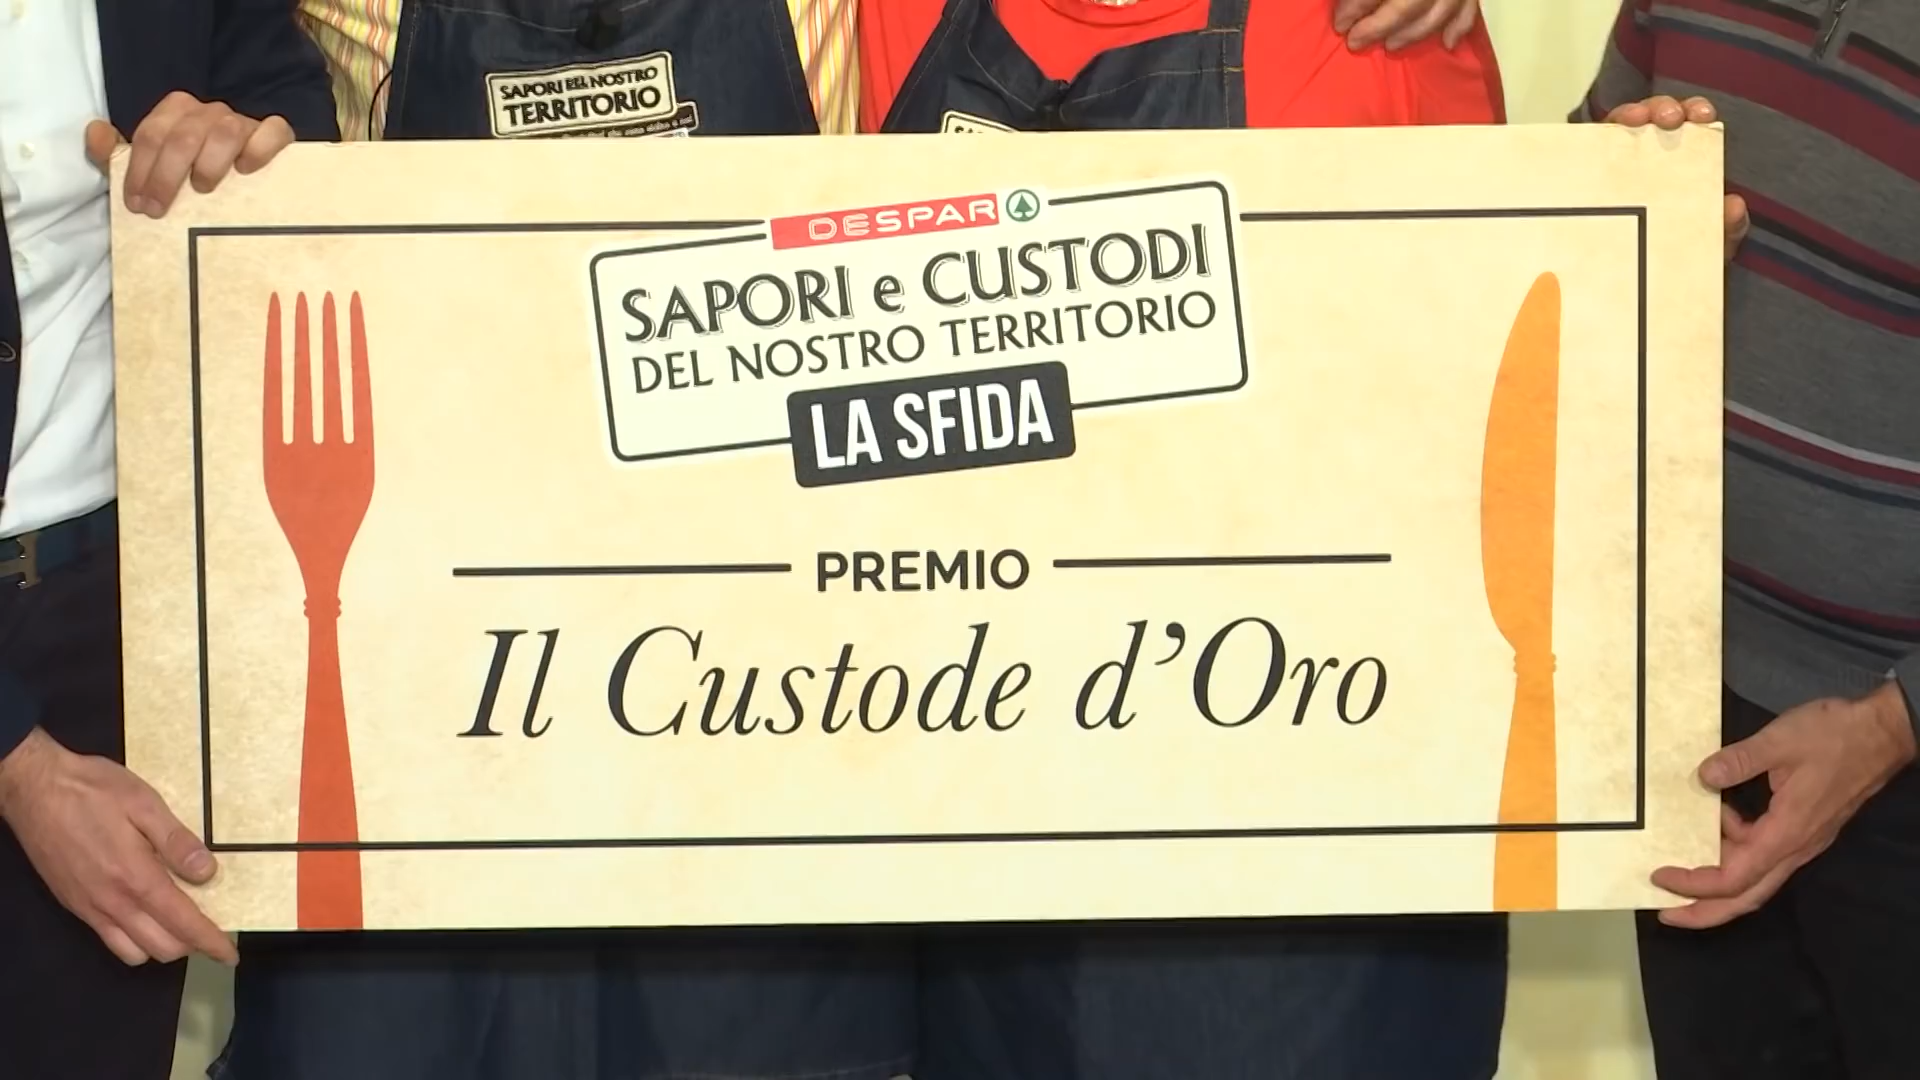 SAPORI DEL NOSTRO
TERRITORIO
DESPAR
SAPORI e CUSTODI
DEL NOSTRO TERRITORIO
LA SFIDA
PREMIO
Il Custode d'Oro